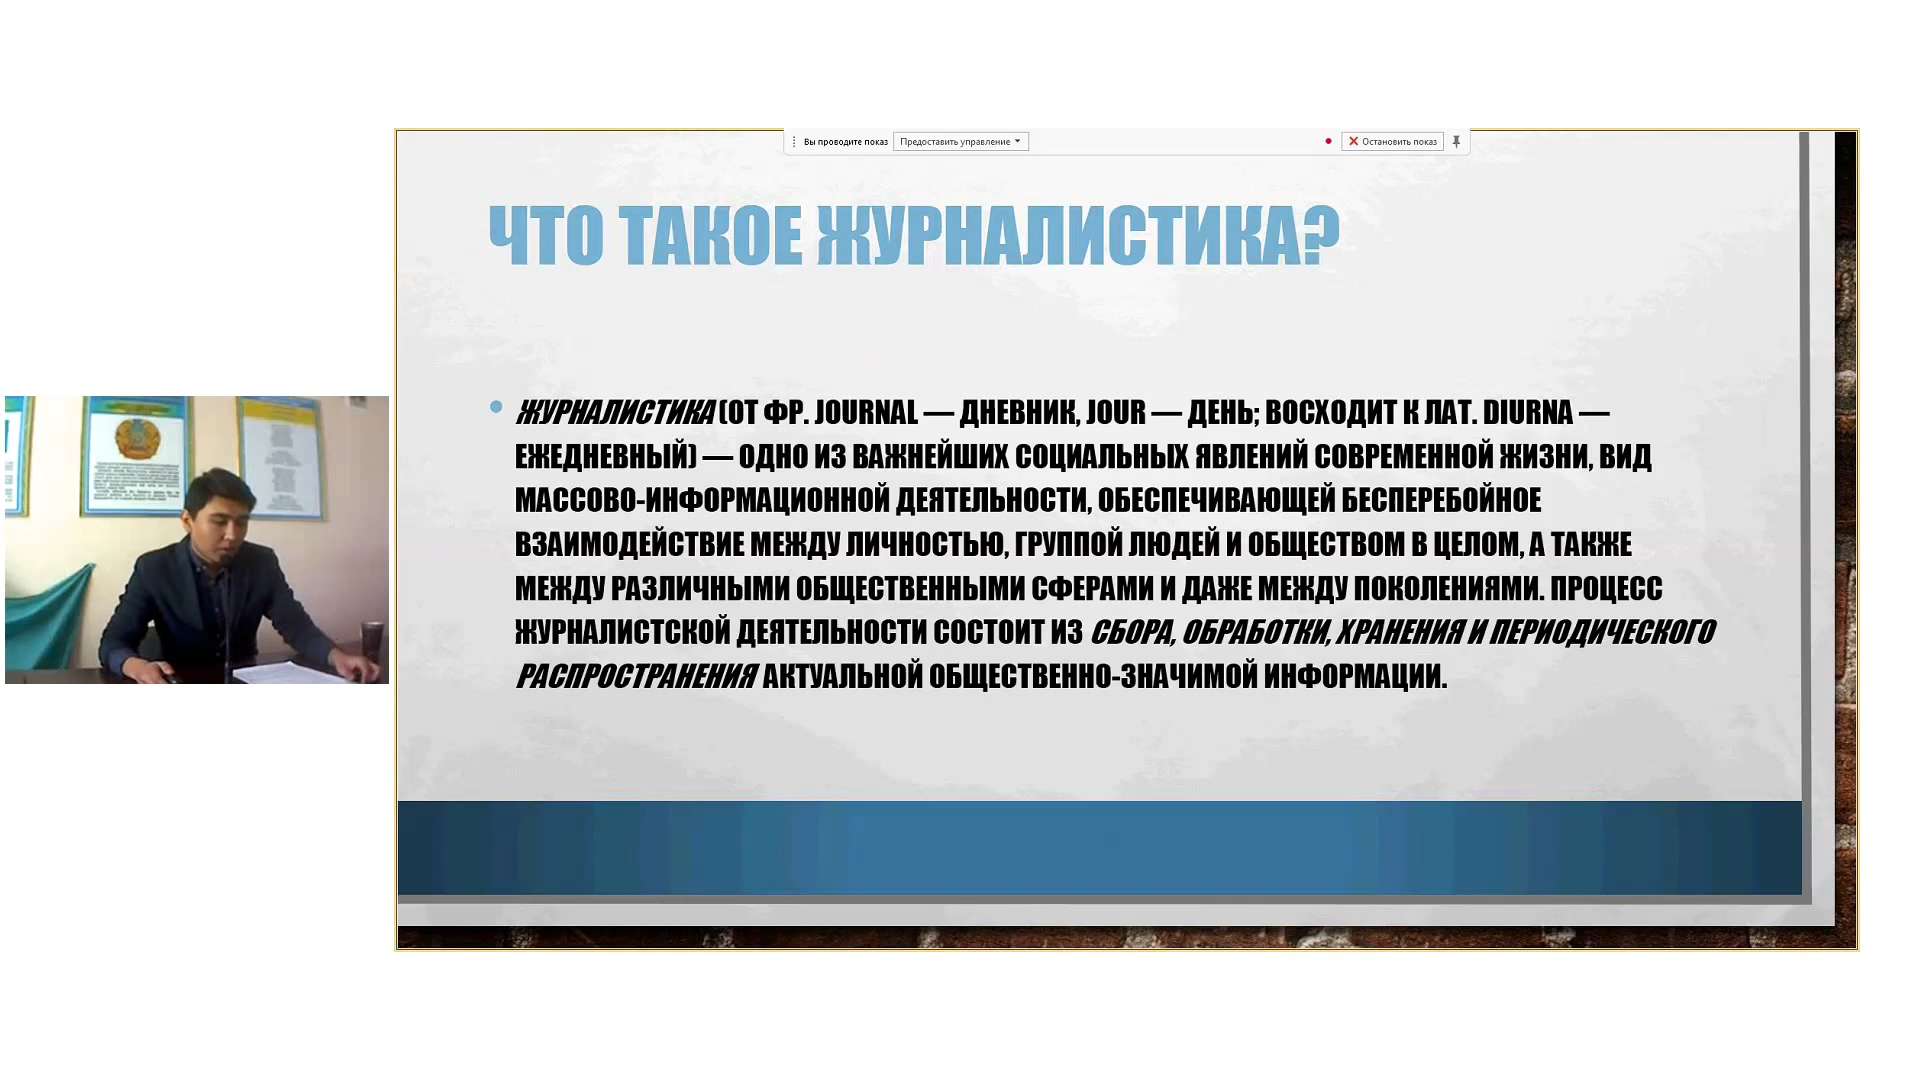 Вы проводите показ
Предоставить управление
Остановить показ
ЧТО ТАКОЕ ЖУРНАЛИСТИКА?
ЖУРНАЛИСТИКА (ОТ ФР. JOURNAL — ДНЕВНИК, JOUR — ДЕНЬ; ВОСХОДИТ К ЛАТ. DIURNA —
ЕЖЕДНЕВНЫЙ) — ОДНО ИЗ ВАЖНЕЙШИХ СОЦИАЛЬНЫХ ЯВЛЕНИЙ СОВРЕМЕННОЙ ЖИЗНИ, ВИД
МАССОВО-ИНФОРМАЦИОННОЙ ДЕЯТЕЛЬНОСТИ, ОБЕСПЕЧИВАЮЩЕЙ БЕСПЕРЕБОЙНОЕ
ВЗАИМОДЕЙСТВИЕ МЕЖДУ ЛИЧНОСТЬЮ, ГРУППОЙ ЛЮДЕЙ И ОБЩЕСТВОМ В ЦЕЛОМ, А ТАКЖЕ
МЕЖДУ РАЗЛИЧНЫМИ ОБЩЕСТВЕННЫМИ СФЕРАМИ И ДАЖЕ МЕЖДУ ПОКОЛЕНИЯМИ. ПРОЦЕСС
ЖУРНАЛИСТСКОЙ ДЕЯТЕЛЬНОСТИ СОСТОИТ ИЗ СБОРА, ОБРАБОТКИ, ХРАНЕНИЯ И ПЕРИОДИЧЕСКОГО
РАСПРОСТРАНЕНИЯ АКТУАЛЬНОЙ ОБЩЕСТВЕННО-ЗНАЧИМОЙ ИНФОРМАЦИИ.